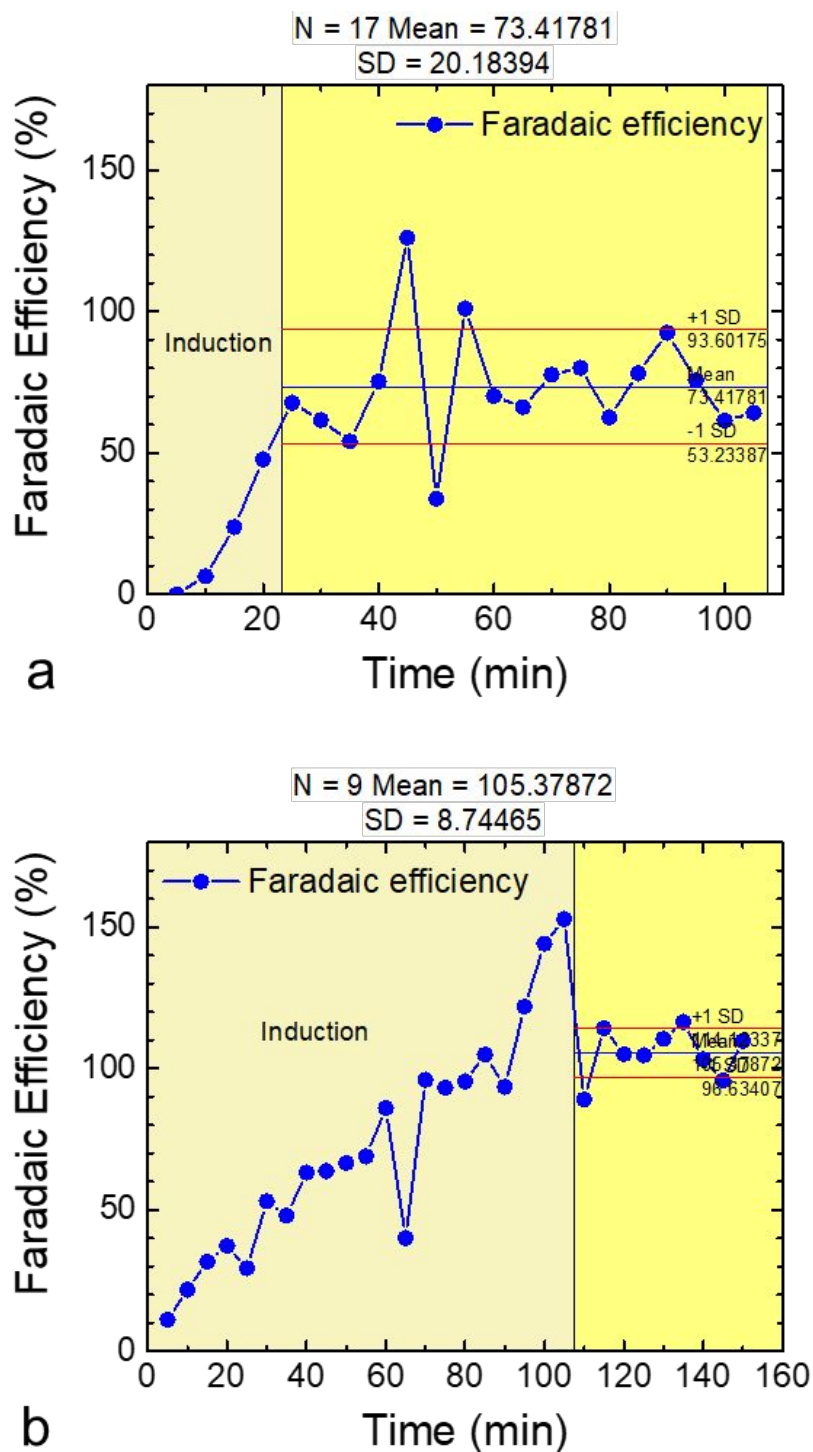 N = 17 Mean = 73.41781
SD = 20.18394
Faradaic efficiency
Faradaic Efficiency (%)
150
100
50
0
Induction
+1 SD
93.60175
Mean
73.41781
-1 SD
53.23387
0 20 40 60 80 100
Time (min)
a
N = 9 Mean = 105.37872
SD = 8.74465
Faradaic efficiency
Faradaic Efficiency (%)
150
100
50
0
Induction
+1 SD
Mean
SD
96.63407
0 20 40 60 80 100 120 140 160
Time (min)
b